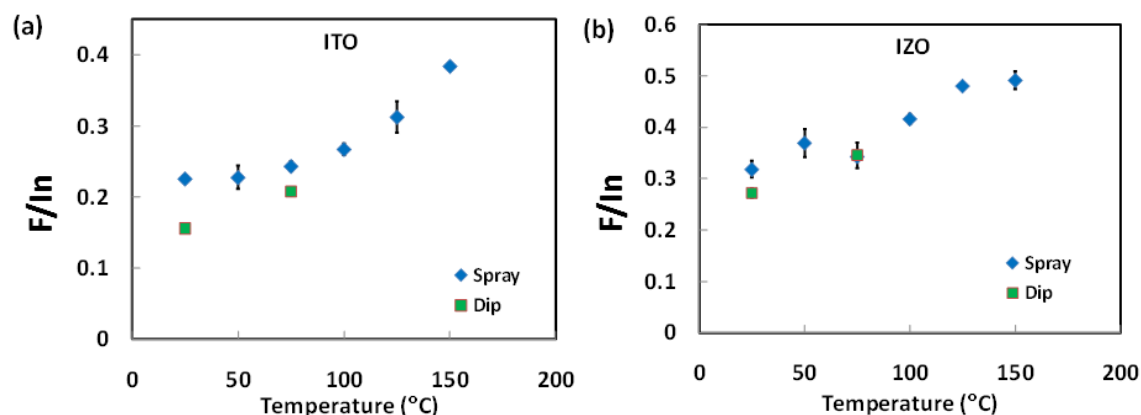 (a)
ITO
F/In
0.4
0.3
0.2
0.1
0
0 50 100 150 200
Temperature (°C)
Spray
Dip
(b)
IZO
F/In
0.6
0.5
0.4
0.3
0.2
0.1
0
0 50 100 150 200
Temperature (°C)
Spray
Dip